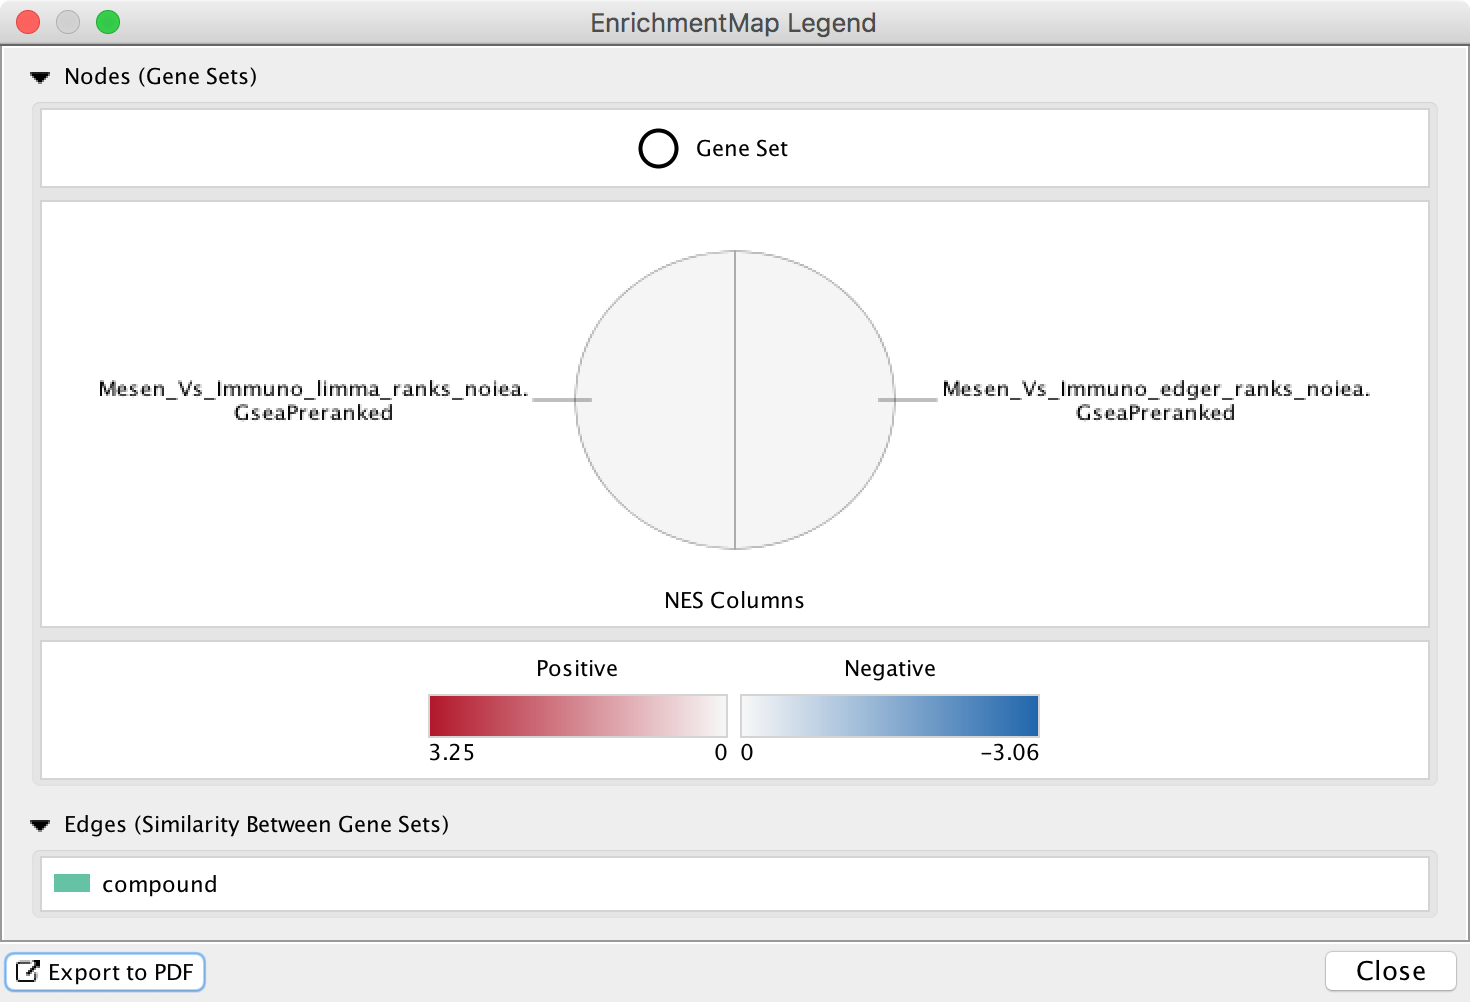 EnrichmentMap Legend
Nodes (Gene Sets)
Gene Set
Mesen_Vs_Immuno_limma_ranks_noiea.
GseaPreranked
Mesen_Vs_Immuno_edger_ranks_noiea.
GseaPreranked
NES Columns
Positive Negative
3.25 0 0 -3.06
Edges (Similarity Between Gene Sets)
compound
Export to PDF Close